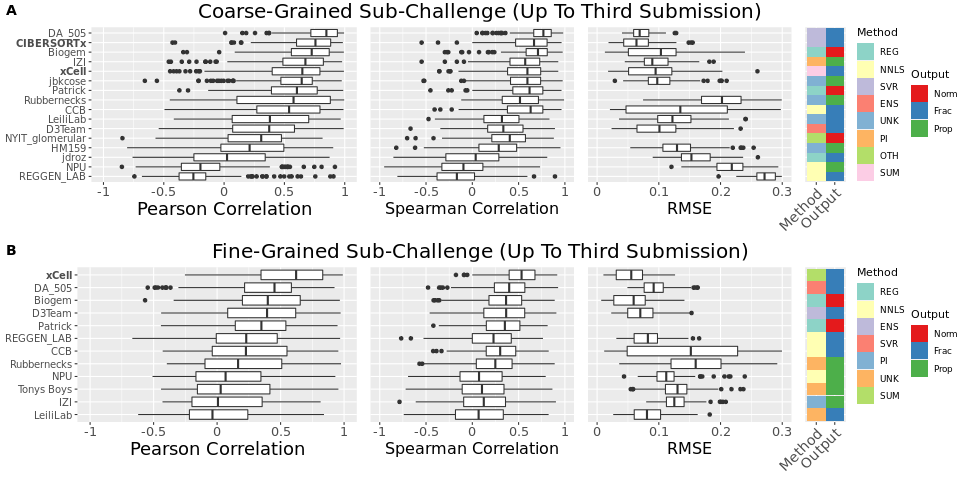 A
Coarse-Grained Sub-Challenge (Up To Third Submission)
DA_505
CIBERSORTx
Biogem
IZI
xCell
jbkcose
Patrick
Rubbernecks
CCB
LeiliLab
D3Team
NYIT_glomerular
HM159
jdroz
NPU
REGGEN_LAB
-1 -0.5 0 0.5 1
Pearson Correlation
-1 -0.5 0 0.5 1
Spearman Correlation
0 0.1 0.2 0.3
RMSE
Method
Output
Method
REG
NNLS
SVR
ENS
UNK
PI
OTH
SUM
Output
Norm
Frac
Prop
B
Fine-Grained Sub-Challenge (Up To Third Submission)
xCell
DA_505
Biogem
D3Team
Patrick
REGGEN_LAB
CCB
Rubbernecks
NPU
Tonys Boys
IZI
LeiliLab
-1 -0.5 0 0.5 1
Pearson Correlation
-1 -0.5 0 0.5 1
Spearman Correlation
0 0.1 0.2 0.3
RMSE
Method
Output
Method
REG
NNLS
ENS
SVR
PI
UNK
SUM
Output
Norm
Frac
Prop